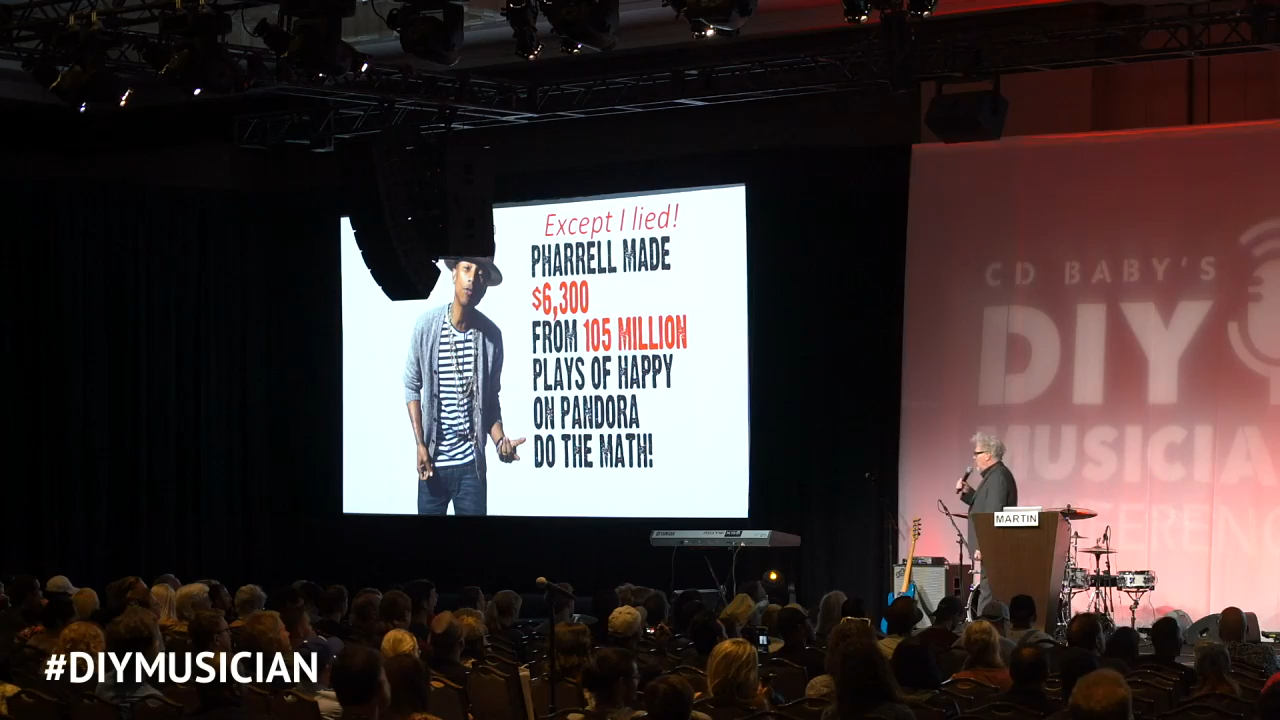 Except I lied!
PHARRELL MADE
$6,300
FROM 105 MILLION
PLAYS OF HAPPY
ON PANDORA
DO THE MATH!
CD BABY'S
DIY
MUSICIA
MARTIN
#DIYMUSICIAN